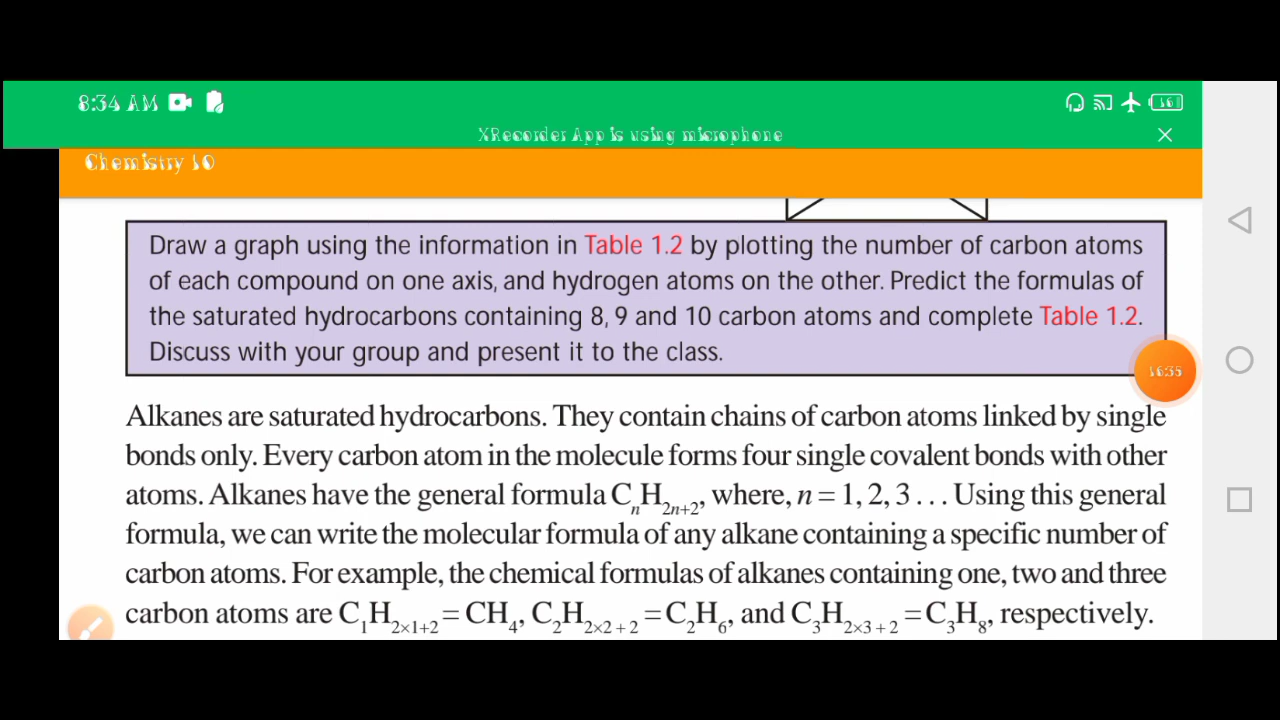 8:34 AM
16
XRecorder App is using microphone
Chemistry 10
Draw a graph using the information in Table 1.2 by plotting the number of carbon atoms
of each compound on one axis, and hydrogen atoms on the other. Predict the formulas of
the saturated hydrocarbons containing 8, 9 and 10 carbon atoms and complete Table 1.2.
Discuss with your group and present it to the class.
16:35
Alkanes are saturated hydrocarbons. They contain chains of carbon atoms linked by single
bonds only. Every carbon atom in the molecule forms four single covalent bonds with other
atoms. Alkanes have the general formula CₙH₂ₙ₊₂, where, n = 1, 2, 3 . . . Using this general
formula, we can write the molecular formula of any alkane containing a specific number of
carbon atoms. For example, the chemical formulas of alkanes containing one, two and three
carbon atoms are C₁H₂ₓ₁₊₂ = CH₄, C₂H₂ₓ₂₊₂ = C₂H₆, and C₃H₂ₓ₃₊₂ = C₃H₈, respectively.